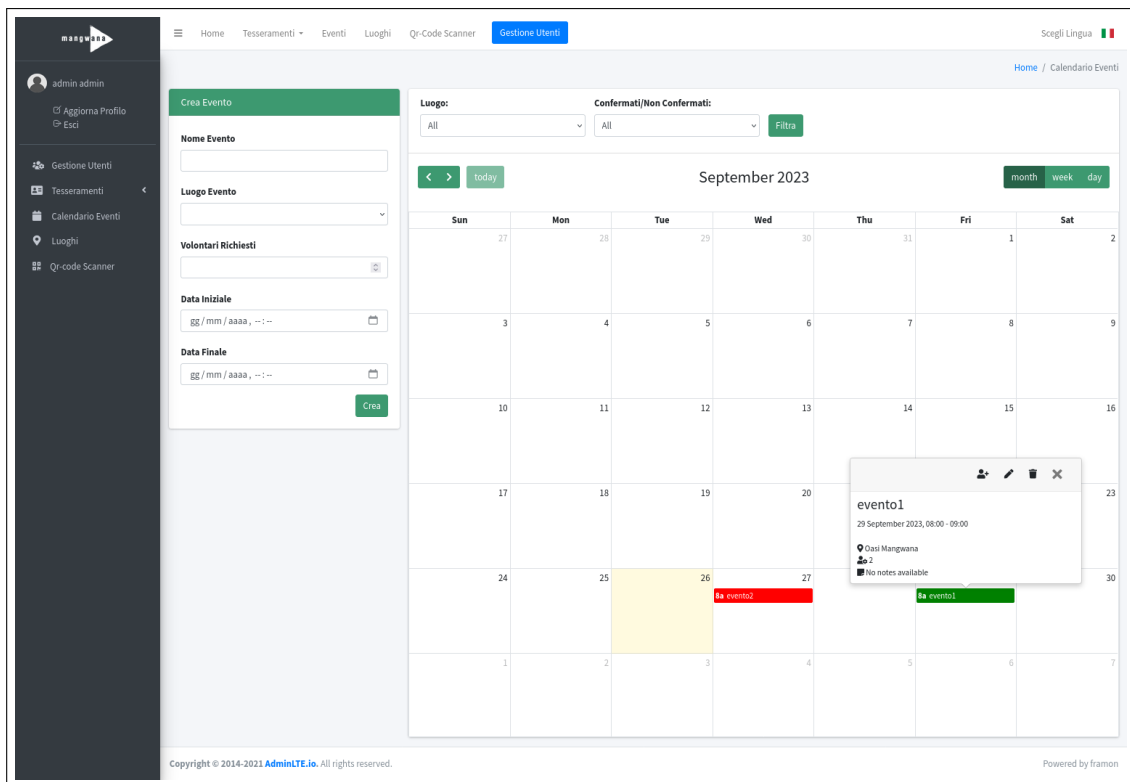 mangwana
Home Tesseramenti Eventi Luoghi Qr-Code Scanner Gestione Utenti Scegli Lingua
admin admin
Aggiorna Profilo
Esci
Gestione Utenti
Tesseramenti
Calendario Eventi
Luoghi
Qr-code Scanner
Home / Calendario Eventi
Crea Evento
Nome Evento
Luogo Evento
Volontari Richiesti
Data Iniziale
gg/mm/aaaa, --:--
Data Finale
gg/mm/aaaa, --:--
Crea
Luogo: Confermati/Non Confermati:
All All Filtra
today September 2023 month week day
Sun Mon Tue Wed Thu Fri Sat
27 28 29 30 31 1 2
3 4 5 6 7 8 9
10 11 12 13 14 15 16
17 18 19 20 23
evento1
29 September 2023, 08:00 - 09:00
Oasi Mangwana
2
No notes available
24 25 26 27 30
8a evento2 8a evento1
1 2 3 4 5 6 7
Copyright © 2014-2021 AdminLTE.io. All rights reserved. Powered by framon